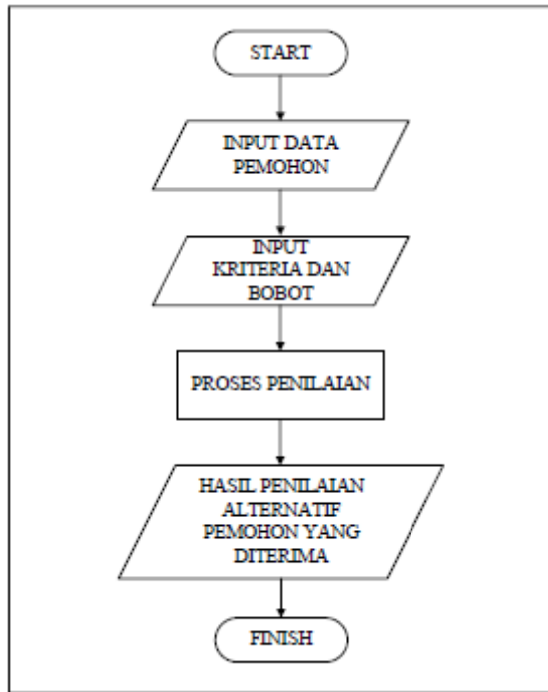 START
INPUT DATA
PEMOHON
INPUT
KRITERIA DAN
BOBOT
PROSES PENILAIAN
HASIL PENILAIAN
ALTERNATIF
PEMOHON YANG
DITERIMA
FINISH